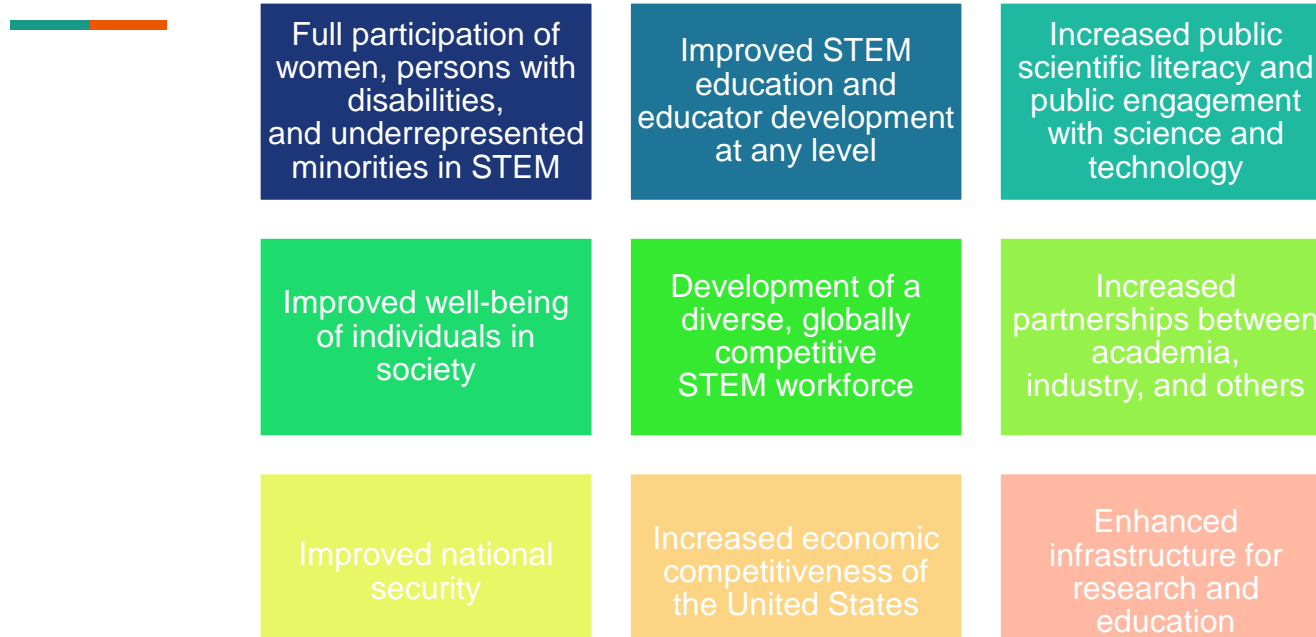 Full participation of
women, persons with
disabilities,
and underrepresented
minorities in STEM
Improved STEM
education and
educator development
at any level
Increased public
scientific literacy and
public engagement
with science and
technology
Improved well-being
of individuals in
society
Development of a
diverse, globally
competitive
STEM workforce
Increased
partnerships between
academia,
industry, and others
Improved national
security
Increased economic
competitiveness of
the United States
Enhanced
infrastructure for
research and
education